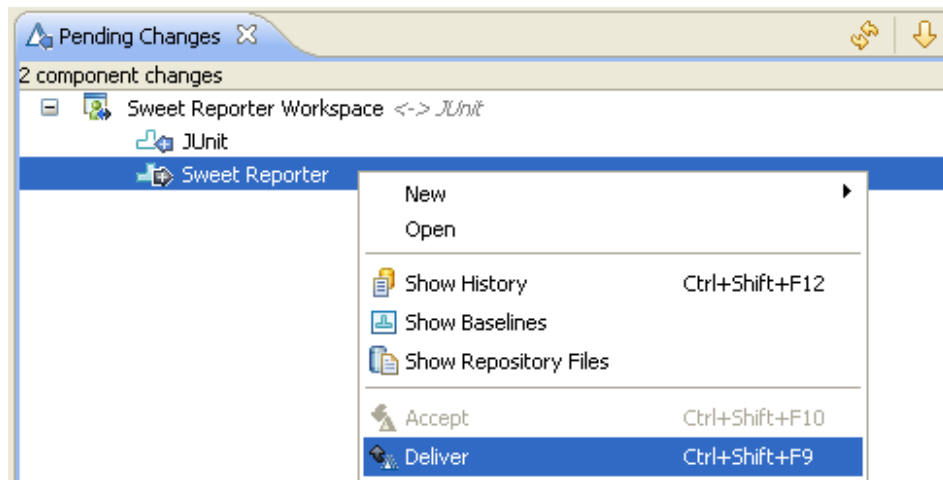 Pending Changes
2 component changes
Sweet Reporter Workspace <-> JUnit
JUnit
Sweet Reporter
New
Open
Show History Ctrl+Shift+F12
Show Baselines
Show Repository Files
Accept Ctrl+Shift+F10
Deliver Ctrl+Shift+F9